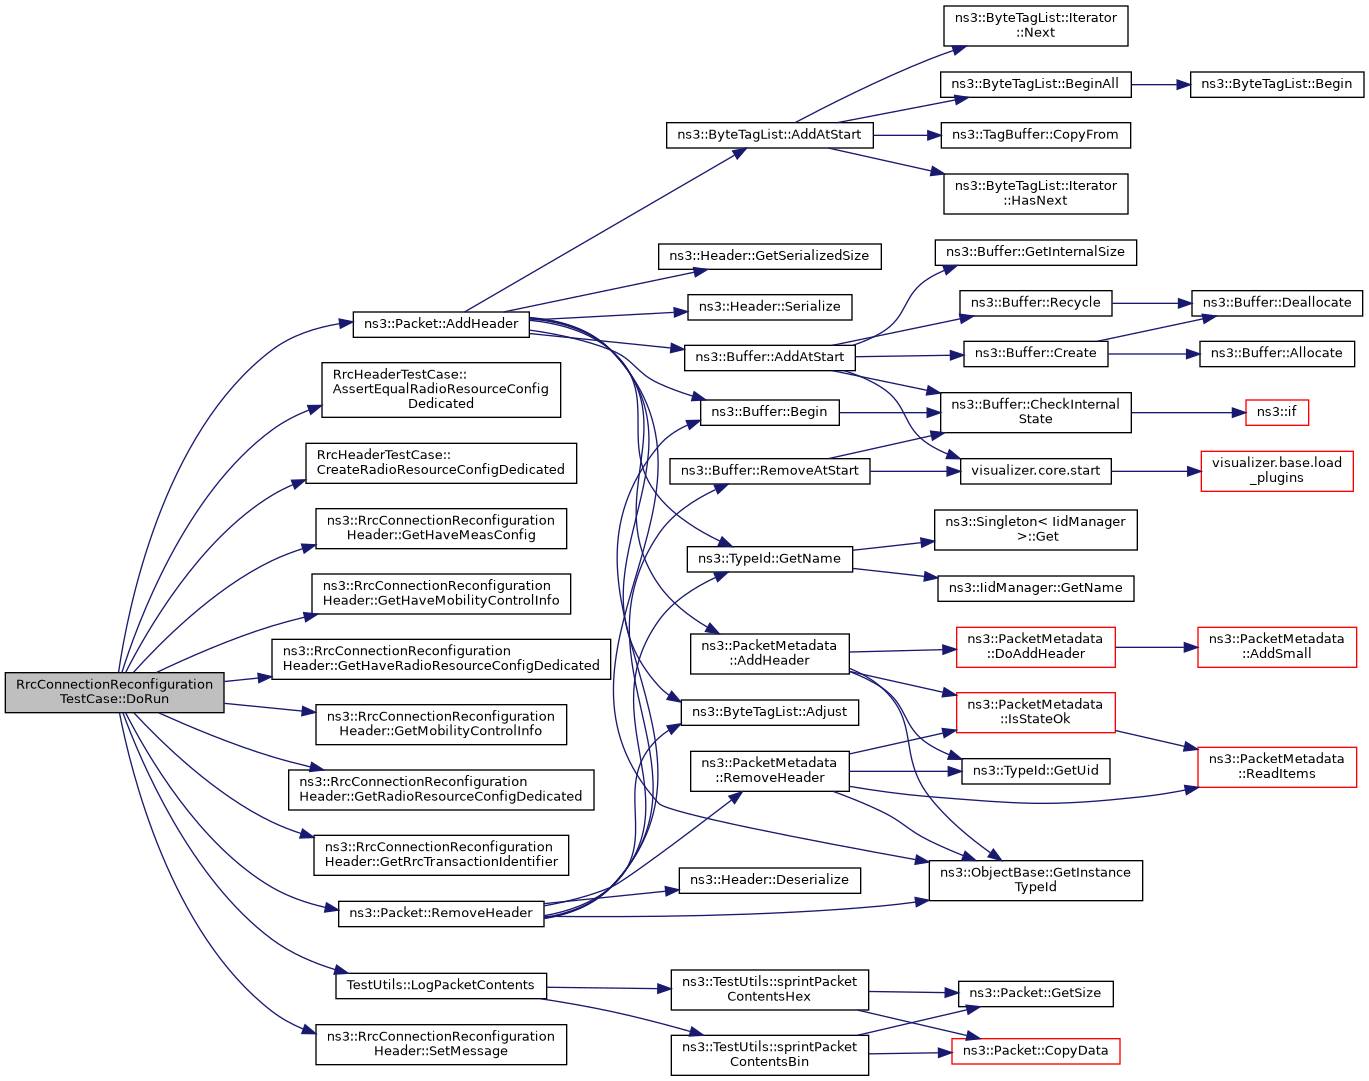 ns3::ByteTagList::Iterator
::Next
ns3::ByteTagList::BeginAll
ns3::ByteTagList::Begin
ns3::ByteTagList::AddAtStart
ns3::TagBuffer::CopyFrom
ns3::ByteTagList::Iterator
::HasNext
ns3::Header::GetSerializedSize
ns3::Buffer::GetInternalSize
ns3::Header::Serialize
ns3::Buffer::Recycle
ns3::Buffer::Deallocate
ns3::Packet::AddHeader
ns3::Buffer::AddAtStart
ns3::Buffer::Create
ns3::Buffer::Allocate
RrcHeaderTestCase::
AssertEqualRadioResourceConfig
Dedicated
ns3::Buffer::Begin
ns3::Buffer::CheckInternal
State
ns3::if
RrcHeaderTestCase::
CreateRadioResourceConfigDedicated
ns3::Buffer::RemoveAtStart
visualizer.core.start
visualizer.base.load
_plugins
ns3::RrcConnectionReconfiguration
Header::GetHaveMeasConfig
ns3::Singleton< IidManager
>::Get
ns3::TypeId::GetName
ns3::IidManager::GetName
ns3::RrcConnectionReconfiguration
Header::GetHaveMobilityControlInfo
ns3::RrcConnectionReconfiguration
Header::GetHaveRadioResourceConfigDedicated
ns3::PacketMetadata
::AddHeader
ns3::PacketMetadata
::DoAddHeader
ns3::PacketMetadata
::AddSmall
RrcConnectionReconfiguration
TestCase::DoRun
ns3::RrcConnectionReconfiguration
Header::GetMobilityControlInfo
ns3::ByteTagList::Adjust
ns3::PacketMetadata
::IsStateOk
ns3::RrcConnectionReconfiguration
Header::GetRadioResourceConfigDedicated
ns3::PacketMetadata
::RemoveHeader
ns3::TypeId::GetUid
ns3::PacketMetadata
::ReadItems
ns3::RrcConnectionReconfiguration
Header::GetRrcTransactionIdentifier
ns3::Header::Deserialize
ns3::ObjectBase::GetInstance
TypeId
ns3::Packet::RemoveHeader
TestUtils::LogPacketContents
ns3::TestUtils::sprintPacket
ContentsHex
ns3::Packet::GetSize
ns3::RrcConnectionReconfiguration
Header::SetMessage
ns3::TestUtils::sprintPacket
ContentsBin
ns3::Packet::CopyData